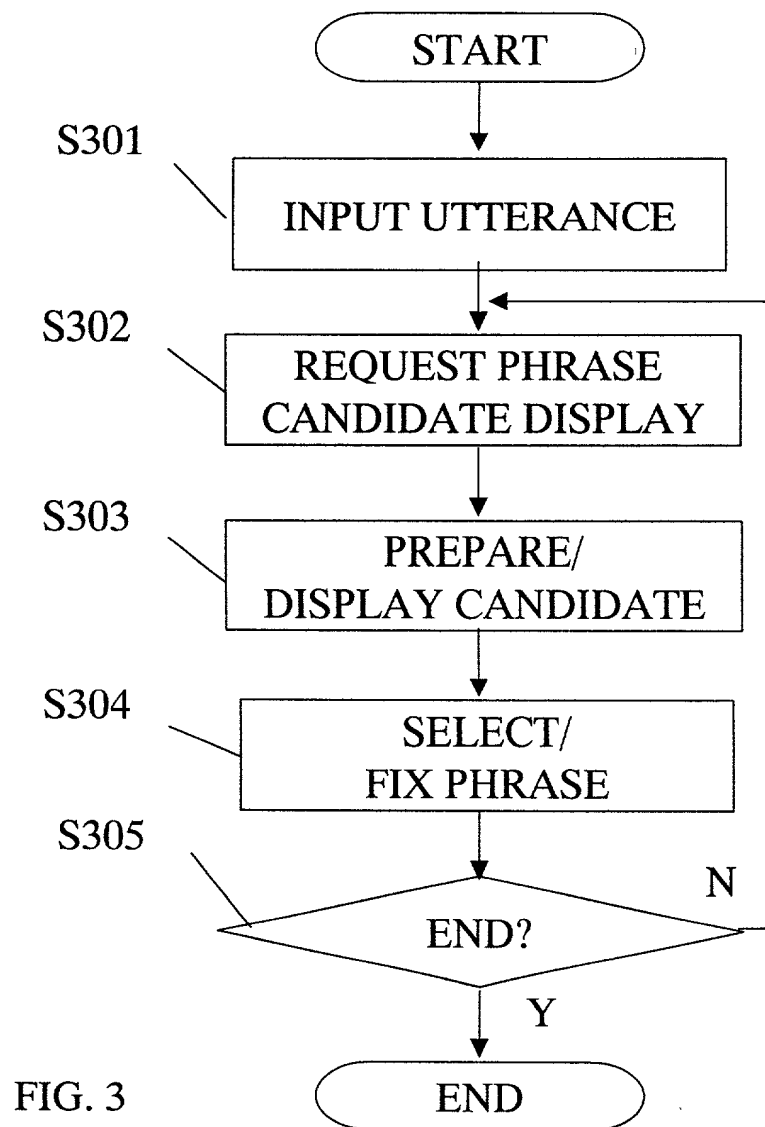 START
S301
INPUT UTTERANCE
S302
REQUEST PHRASE
CANDIDATE DISPLAY
S303
PREPARE/
DISPLAY CANDIDATE
S304
SELECT/
FIX PHRASE
S305
N
END?
Y
FIG. 3
END